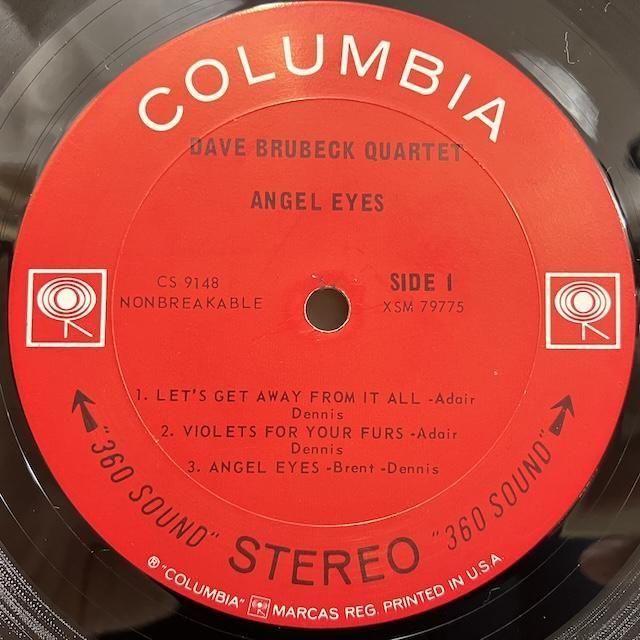 COLUMBIA
DAVE BRUBECK QUARTET
ANGEL EYES
CS 9148
NONBREAKABLE
SIDE 1
XSM 79775
1. LET'S GET AWAY FROM IT ALL -Adair
Dennis
2. VIOLETS FOR YOUR FURS -Adair
Dennis
3. ANGEL EYES -Brent -Dennis
"360 SOUND" STEREO "360 SOUND"
® "COLUMBIA" MARCAS REG. PRINTED IN U.S.A.